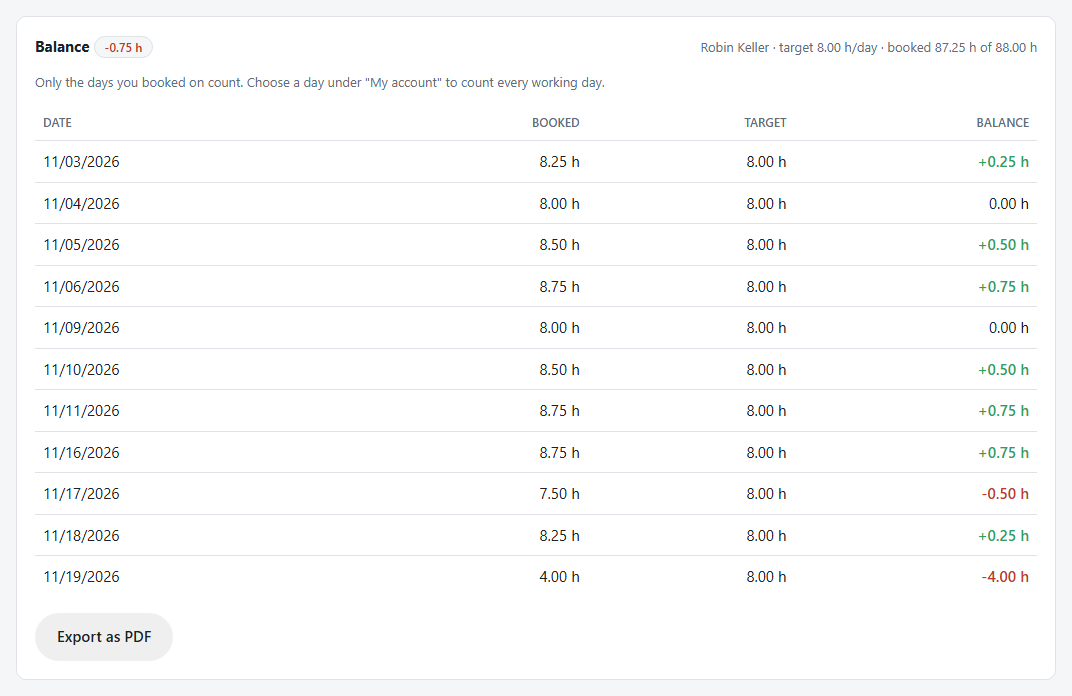 Balance -0.75 h Robin Keller · target 8.00 h/day · booked 87.25 h of 88.00 h
Only the days you booked on count. Choose a day under "My account" to count every working day.
DATE BOOKED TARGET BALANCE
11/03/2026 8.25 h 8.00 h +0.25 h
11/04/2026 8.00 h 8.00 h 0.00 h
11/05/2026 8.50 h 8.00 h +0.50 h
11/06/2026 8.75 h 8.00 h +0.75 h
11/09/2026 8.00 h 8.00 h 0.00 h
11/10/2026 8.50 h 8.00 h +0.50 h
11/11/2026 8.75 h 8.00 h +0.75 h
11/16/2026 8.75 h 8.00 h +0.75 h
11/17/2026 7.50 h 8.00 h -0.50 h
11/18/2026 8.25 h 8.00 h +0.25 h
11/19/2026 4.00 h 8.00 h -4.00 h
Export as PDF